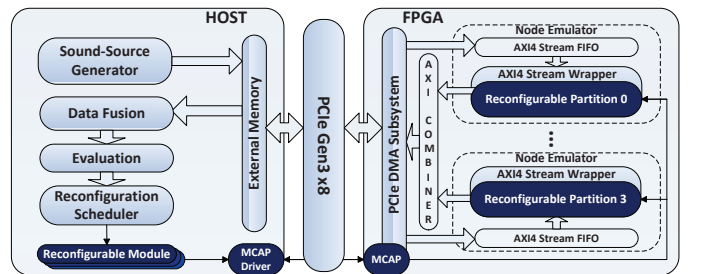 HOST
Sound-Source
Generator
Data Fusion
Evaluation
Reconfiguration
Scheduler
Reconfigurable Module
External Memory
MCAP
Driver
PCIe Gen3 x8
FPGA
PCIe DMA Subsystem
MCAP
AXI COMBINER
Node Emulator
AXI4 Stream FIFO
AXI4 Stream Wrapper
Reconfigurable Partition 0
...
Node Emulator
AXI4 Stream Wrapper
Reconfigurable Partition 3
AXI4 Stream FIFO